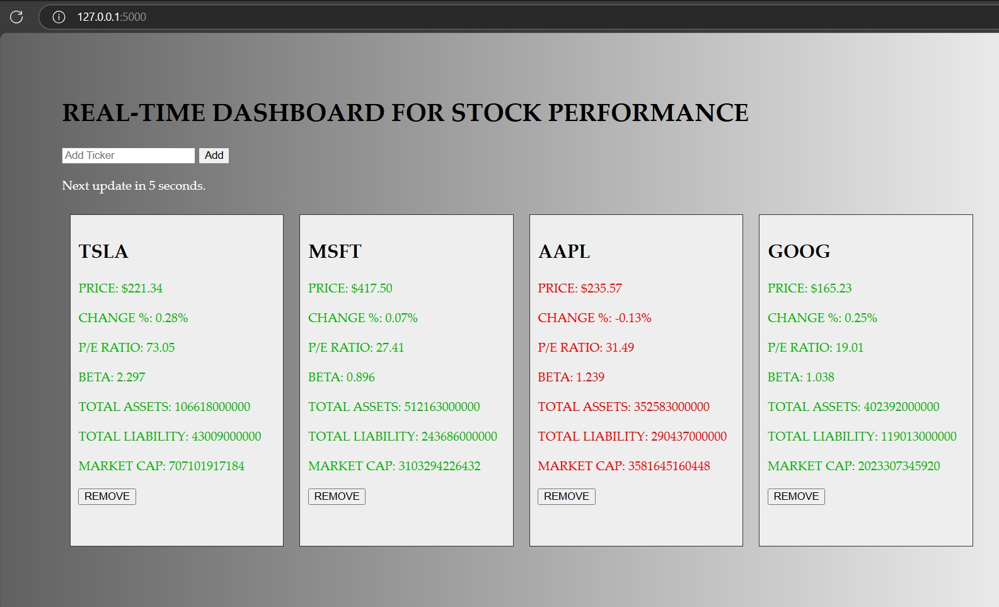 127.0.0.1:5000
REAL-TIME DASHBOARD FOR STOCK PERFORMANCE
Add Ticker Add
Next update in 5 seconds.
TSLA
PRICE: $221.34
CHANGE %: 0.28%
P/E RATIO: 73.05
BETA: 2.297
TOTAL ASSETS: 106618000000
TOTAL LIABILITY: 43009000000
MARKET CAP: 707101917184
REMOVE
MSFT
PRICE: $417.50
CHANGE %: 0.07%
P/E RATIO: 27.41
BETA: 0.896
TOTAL ASSETS: 512163000000
TOTAL LIABILITY: 243686000000
MARKET CAP: 3103294226432
REMOVE
AAPL
PRICE: $235.57
CHANGE %: -0.13%
P/E RATIO: 31.49
BETA: 1.239
TOTAL ASSETS: 352583000000
TOTAL LIABILITY: 290437000000
MARKET CAP: 3581645160448
REMOVE
GOOG
PRICE: $165.23
CHANGE %: 0.25%
P/E RATIO: 19.01
BETA: 1.038
TOTAL ASSETS: 402392000000
TOTAL LIABILITY: 119013000000
MARKET CAP: 2023307345920
REMOVE